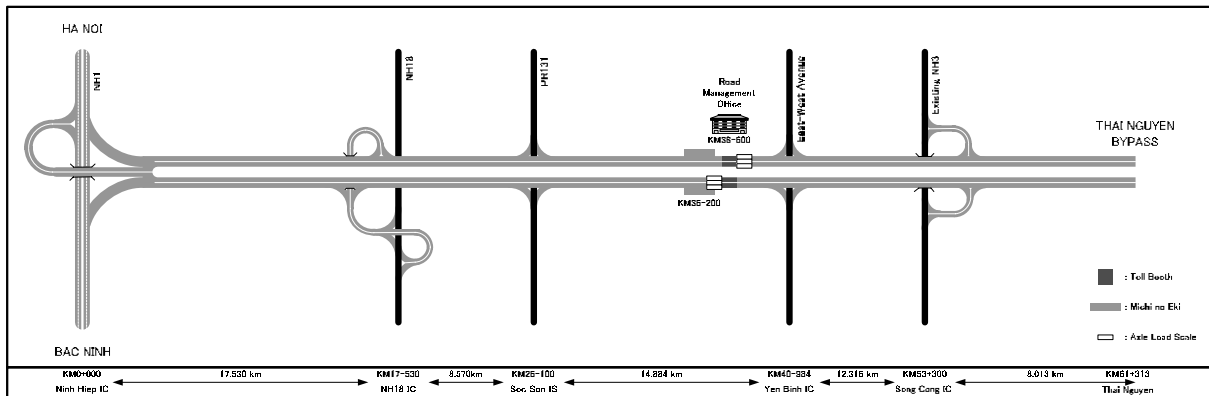 HA NOI
NH1
NH18
PR131
Road
Management
Office
KM36-600
East-West Avenue
Existing NH3
THAI NGUYEN
BYPASS
KM36-200
: Toll Booth
: Michi no Eki
: Axle Load Scale
BAC NINH
KM0+000
17.530 km
KM17-530
8.570km
KM26-100
14.884 km
KM40-984
12.316 km
KM53+300
8.013 km
KM61+313
Ninh Hiep IC
NH18 IC
Soc Son IS
Yen Binh IC
Song Cong IC
Thai Nguyen